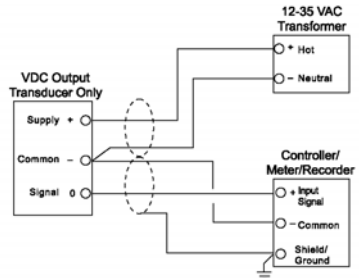 12-35 VAC
Transformer
+ Hot
− Neutral
VDC Output
Transducer Only
Supply +
Common −
Signal 0
Controller/
Meter/Recorder
+ Input
Signal
− Common
Shield/
Ground